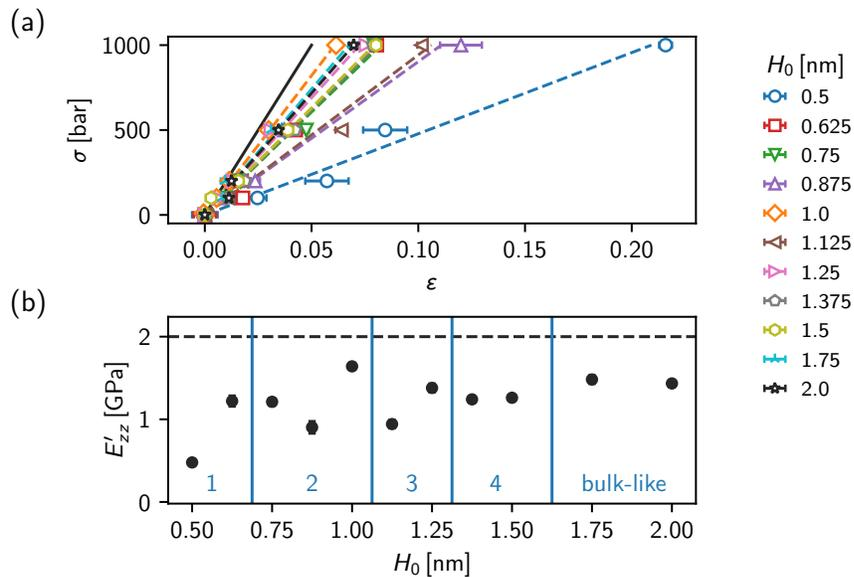 (a)
1000
500
0
σ [bar]
0.00 0.05 0.10 0.15 0.20
ε
H0 [nm]
0.5
0.625
0.75
0.875
1.0
1.125
1.25
1.375
1.5
1.75
2.0
(b)
2
1
0
E′zz [GPa]
1 2 3 4 bulk-like
0.50 0.75 1.00 1.25 1.50 1.75 2.00
H0 [nm]